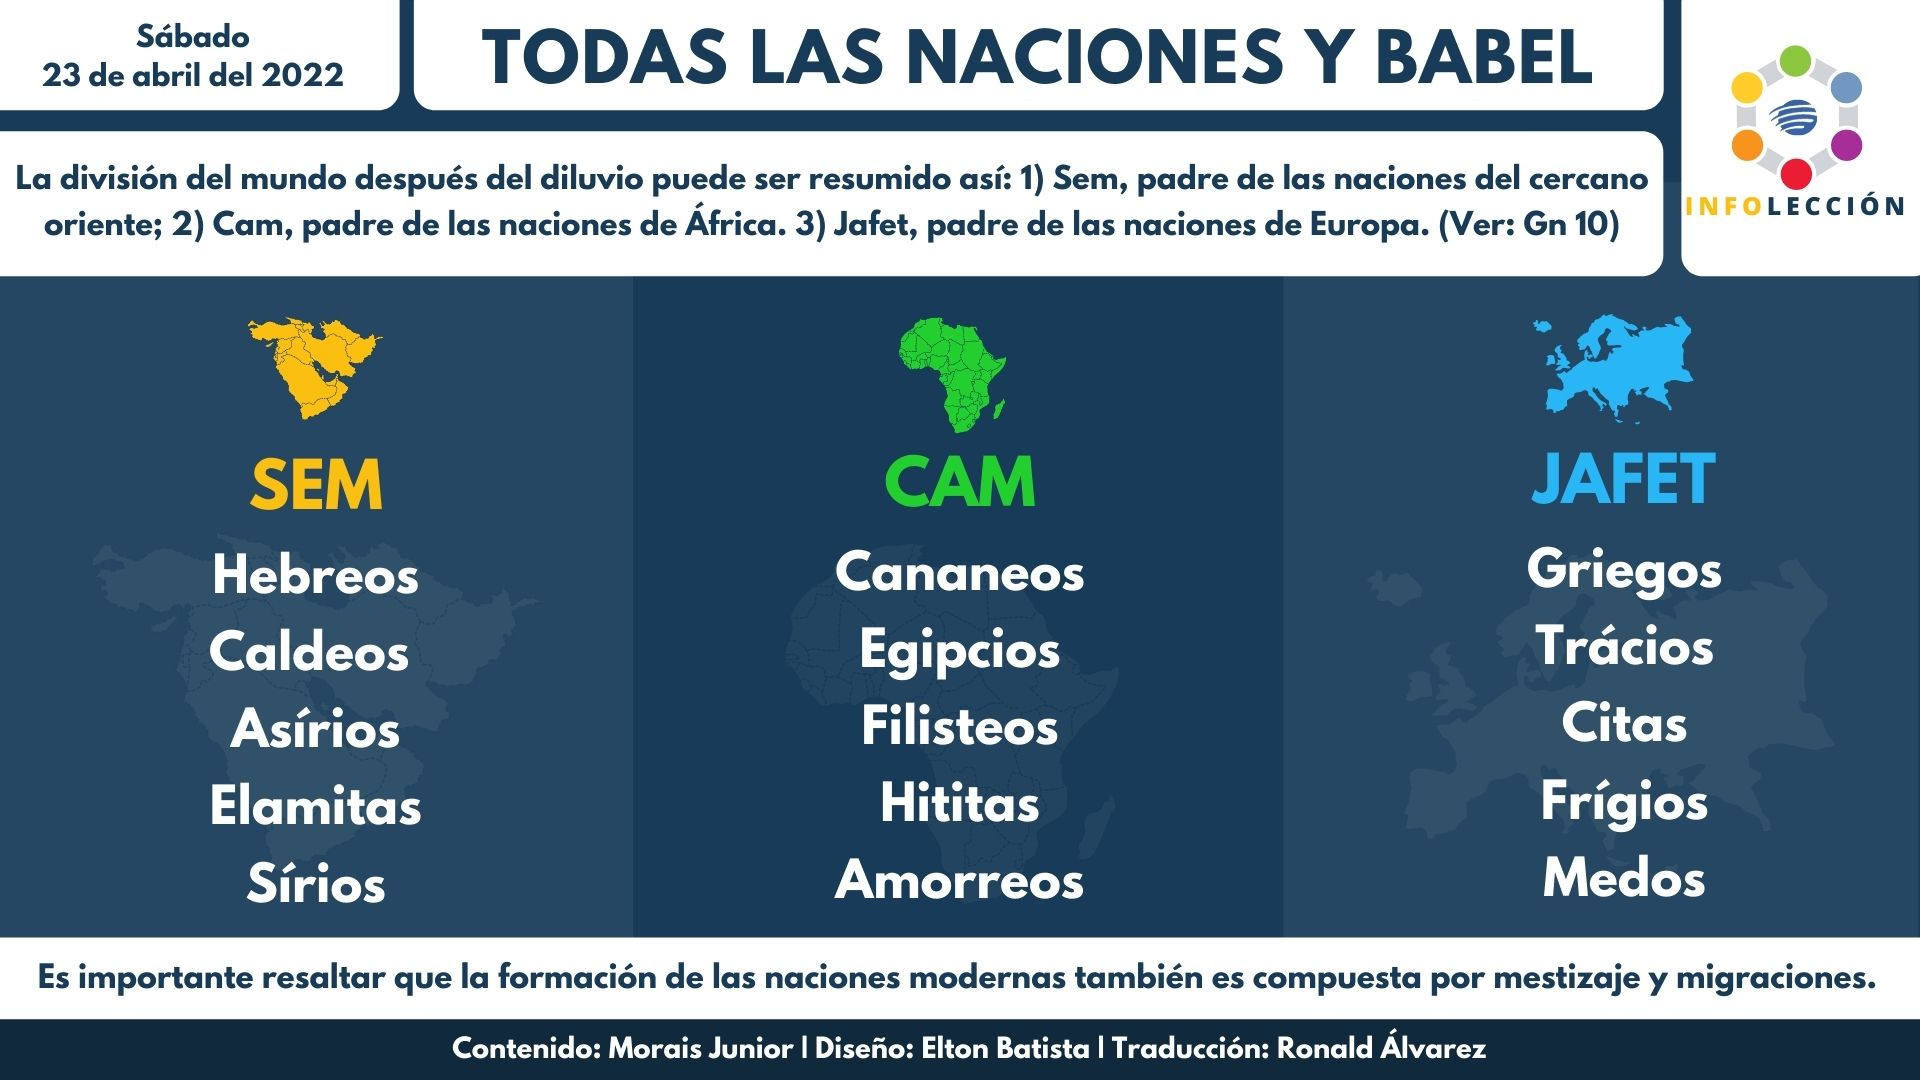 Sábado
23 de abril del 2022
TODAS LAS NACIONES Y BABEL
INFOLECCIÓN
La división del mundo después del diluvio puede ser resumido así: 1) Sem, padre de las naciones del cercano
oriente; 2) Cam, padre de las naciones de África. 3) Jafet, padre de las naciones de Europa. (Ver: Gn 10)
SEM
Hebreos
Caldeos
Asírios
Elamitas
Sírios
CAM
Cananeos
Egipcios
Filisteos
Hititas
Amorreos
JAFET
Griegos
Trácios
Citas
Frígios
Medos
Es importante resaltar que la formación de las naciones modernas también es compuesta por mestizaje y migraciones.
Contenido: Morais Junior | Diseño: Elton Batista | Traducción: Ronald Álvarez